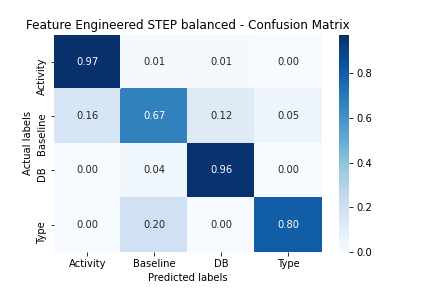 Feature Engineered STEP balanced - Confusion Matrix
Actual labels
Activity
0.97 0.01 0.01 0.00
Baseline
0.16 0.67 0.12 0.05
DB
0.00 0.04 0.96 0.00
Type
0.00 0.20 0.00 0.80
Activity Baseline DB Type
Predicted labels
0.8
0.6
0.4
0.2
0.0